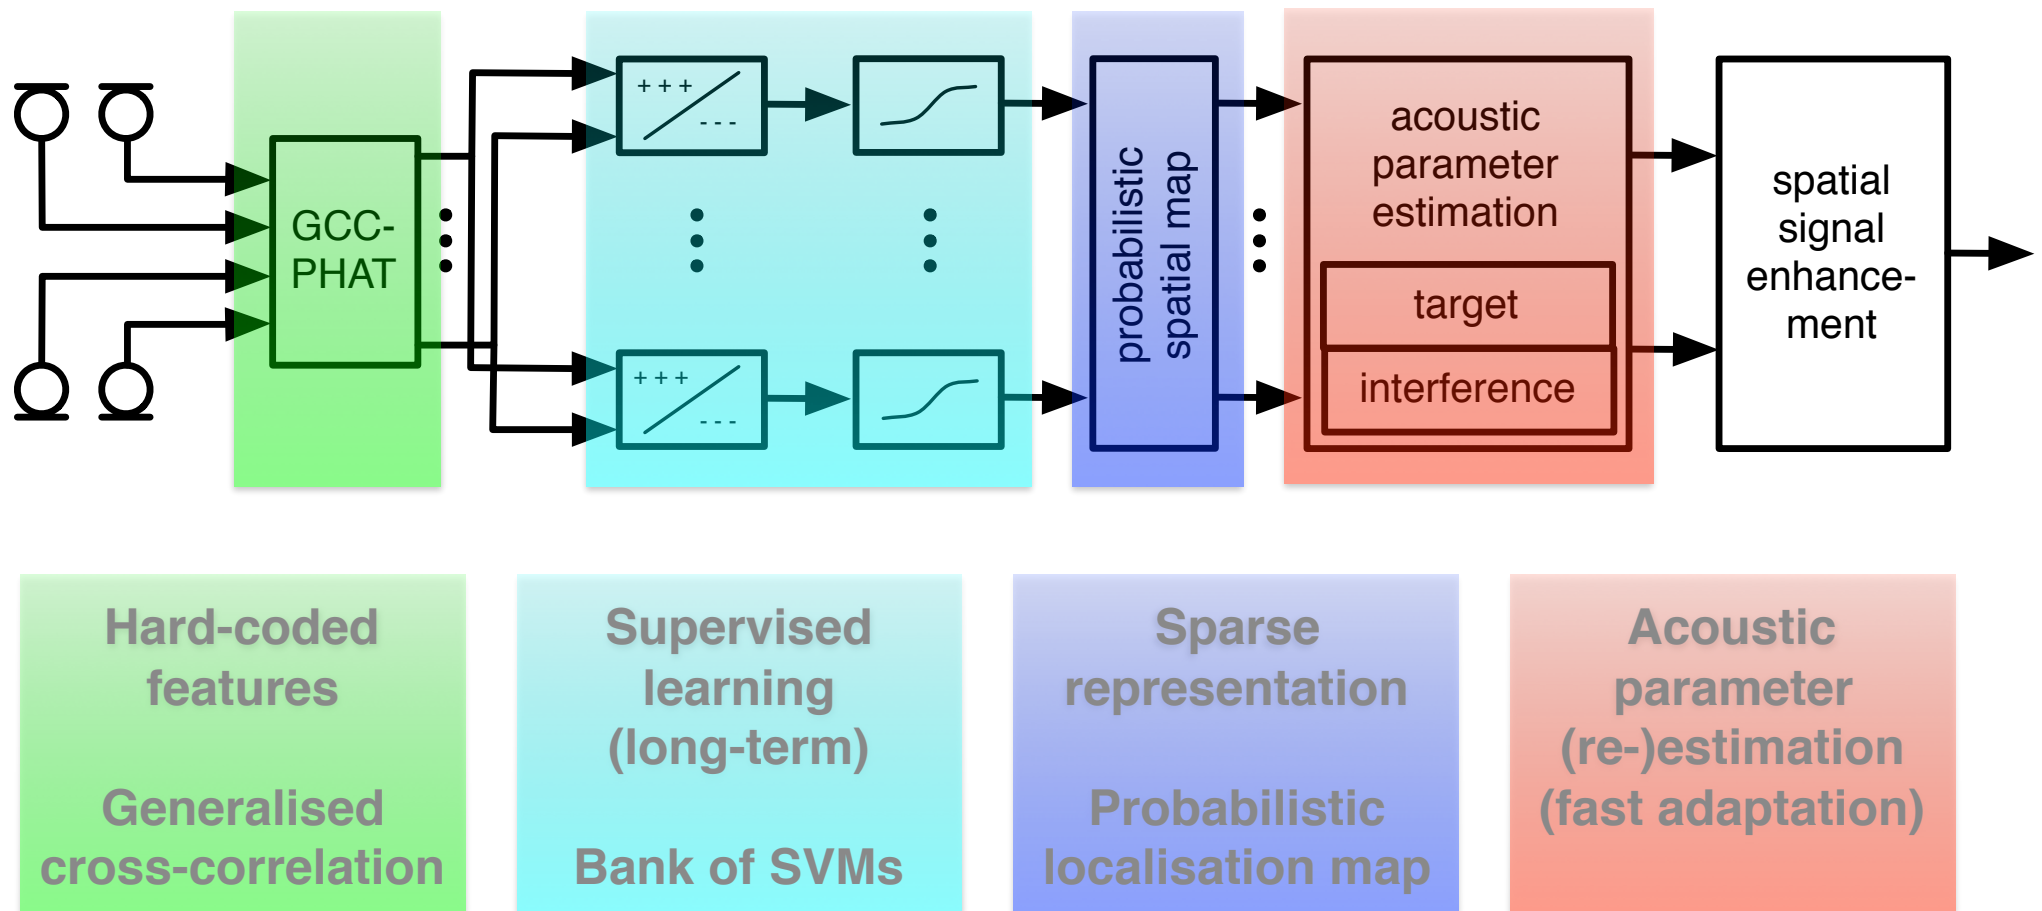 GCC-
PHAT
+ + +
- - -
+ + +
- - -
probabilistic
spatial map
acoustic
parameter
estimation
target
interference
spatial
signal
enhance-
ment
Hard-coded
features
Generalised
cross-correlation
Supervised
learning
(long-term)
Bank of SVMs
Sparse
representation
Probabilistic
localisation map
Acoustic
parameter
(re-)estimation
(fast adaptation)